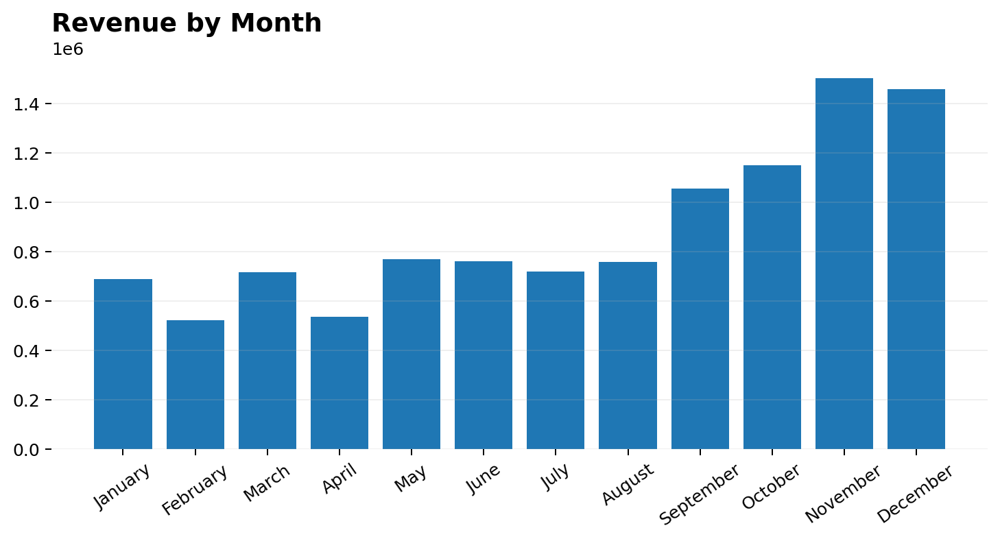 Revenue by Month
1e6
1.4
1.2
1.0
0.8
0.6
0.4
0.2
0.0
January February March April May June July August September October November December